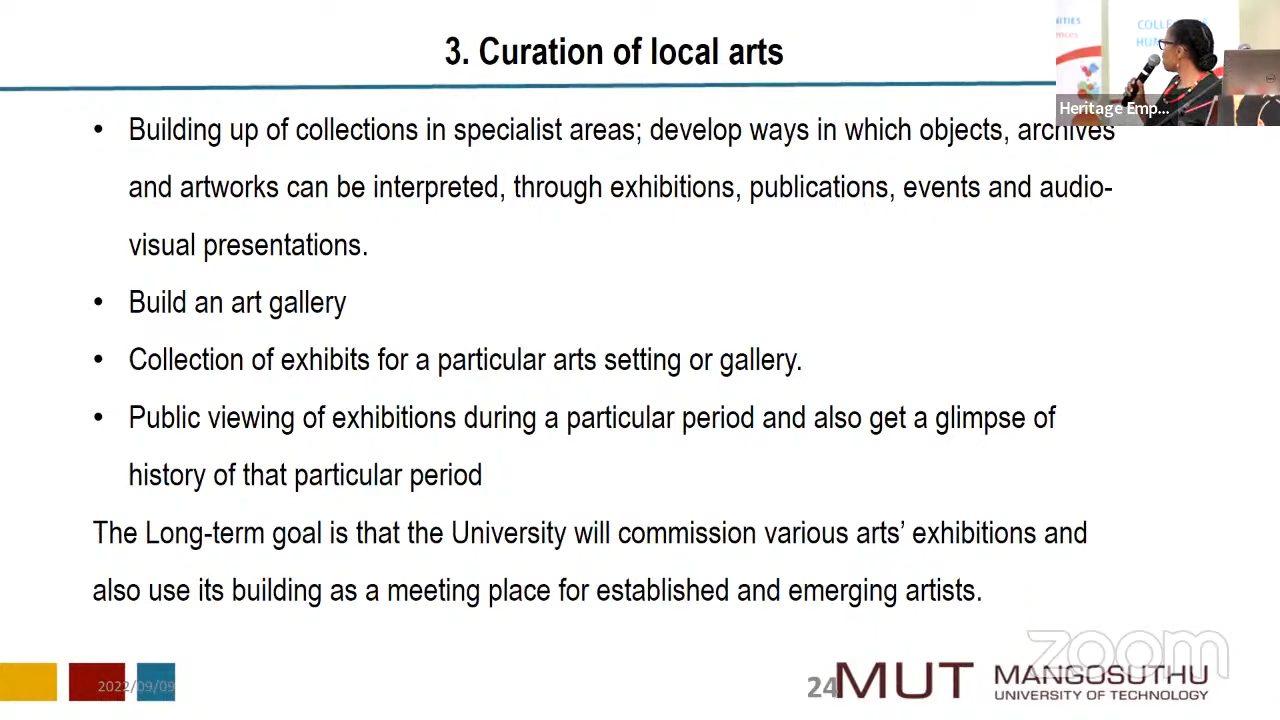 3. Curation of local arts
Heritage Emp...
• Building up of collections in specialist areas; develop ways in which objects, archives
and artworks can be interpreted, through exhibitions, publications, events and audio-
visual presentations.
• Build an art gallery
• Collection of exhibits for a particular arts setting or gallery.
• Public viewing of exhibitions during a particular period and also get a glimpse of
history of that particular period
The Long-term goal is that the University will commission various arts’ exhibitions and
also use its building as a meeting place for established and emerging artists.
zoom
2022/09/09
24
MUT MANGOSUTHU
UNIVERSITY OF TECHNOLOGY